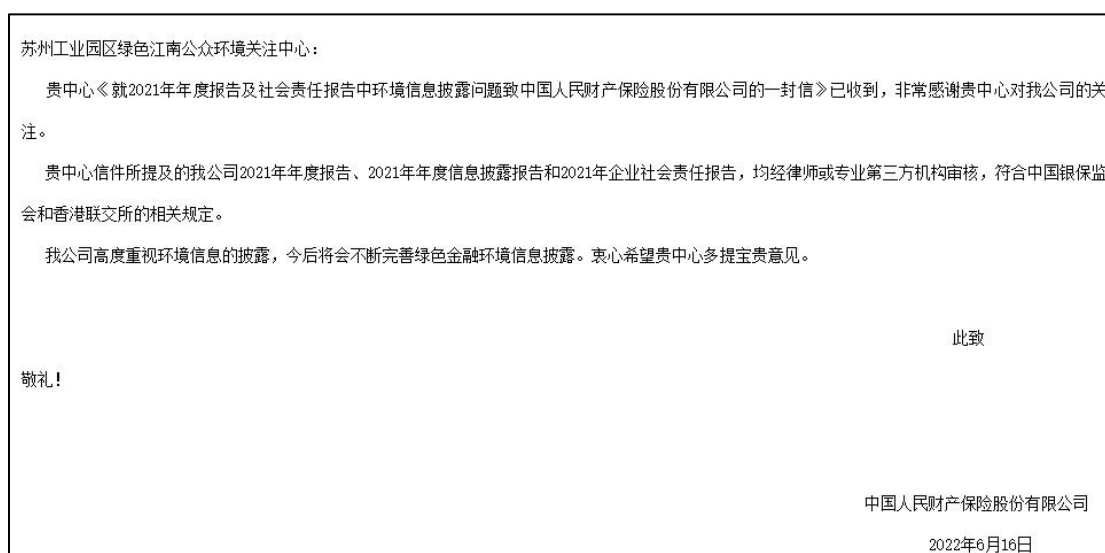 苏州工业园区绿色江南公众环境关注中心：
贵中心《就2021年年度报告及社会责任报告中环境信息披露问题致中国人民财产保险股份有限公司的一封信》已收到，非常感谢贵中心对我公司的关
注。
贵中心信件所提及的我公司2021年年度报告、2021年年度信息披露报告和2021年企业社会责任报告，均经律师或专业第三方机构审核，符合中国银保监
会和香港联交所的相关规定。
我公司高度重视环境信息的披露，今后将会不断完善绿色金融环境信息披露。衷心希望贵中心多提宝贵意见。
此致
敬礼！
中国人民财产保险股份有限公司
2022年6月16日